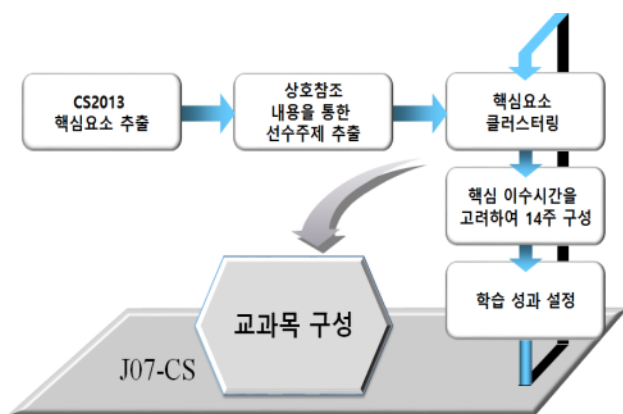 CS2013
핵심요소 추출
상호참조
내용을 통한
선수주제 추출
핵심요소
클러스터링
핵심 이수시간을
고려하여 14주 구성
학습 성과 설정
교과목 구성
J07-CS